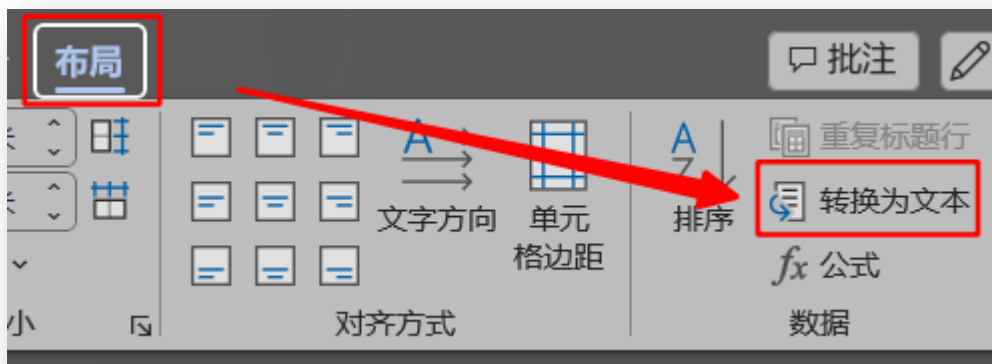 布局
批注
重复标题行
文字方向
单元
格边距
排序
转换为文本
fx 公式
小
对齐方式
数据